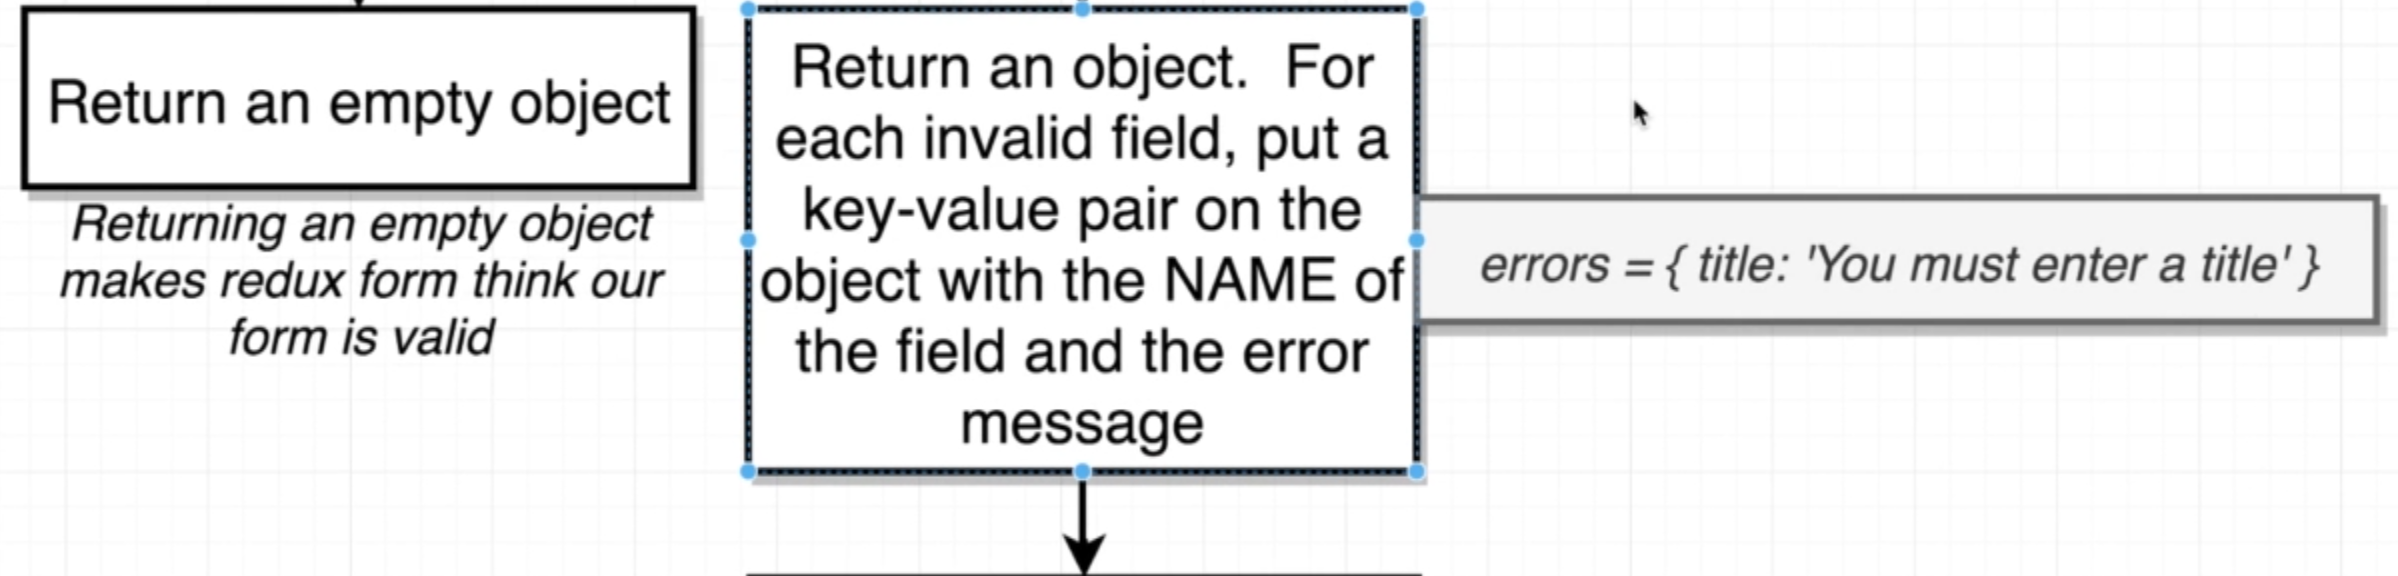 Return an empty object
Returning an empty object
makes redux form think our
form is valid
Return an object.  For
each invalid field, put a
key-value pair on the
object with the NAME of
the field and the error
message
errors = { title: 'You must enter a title' }